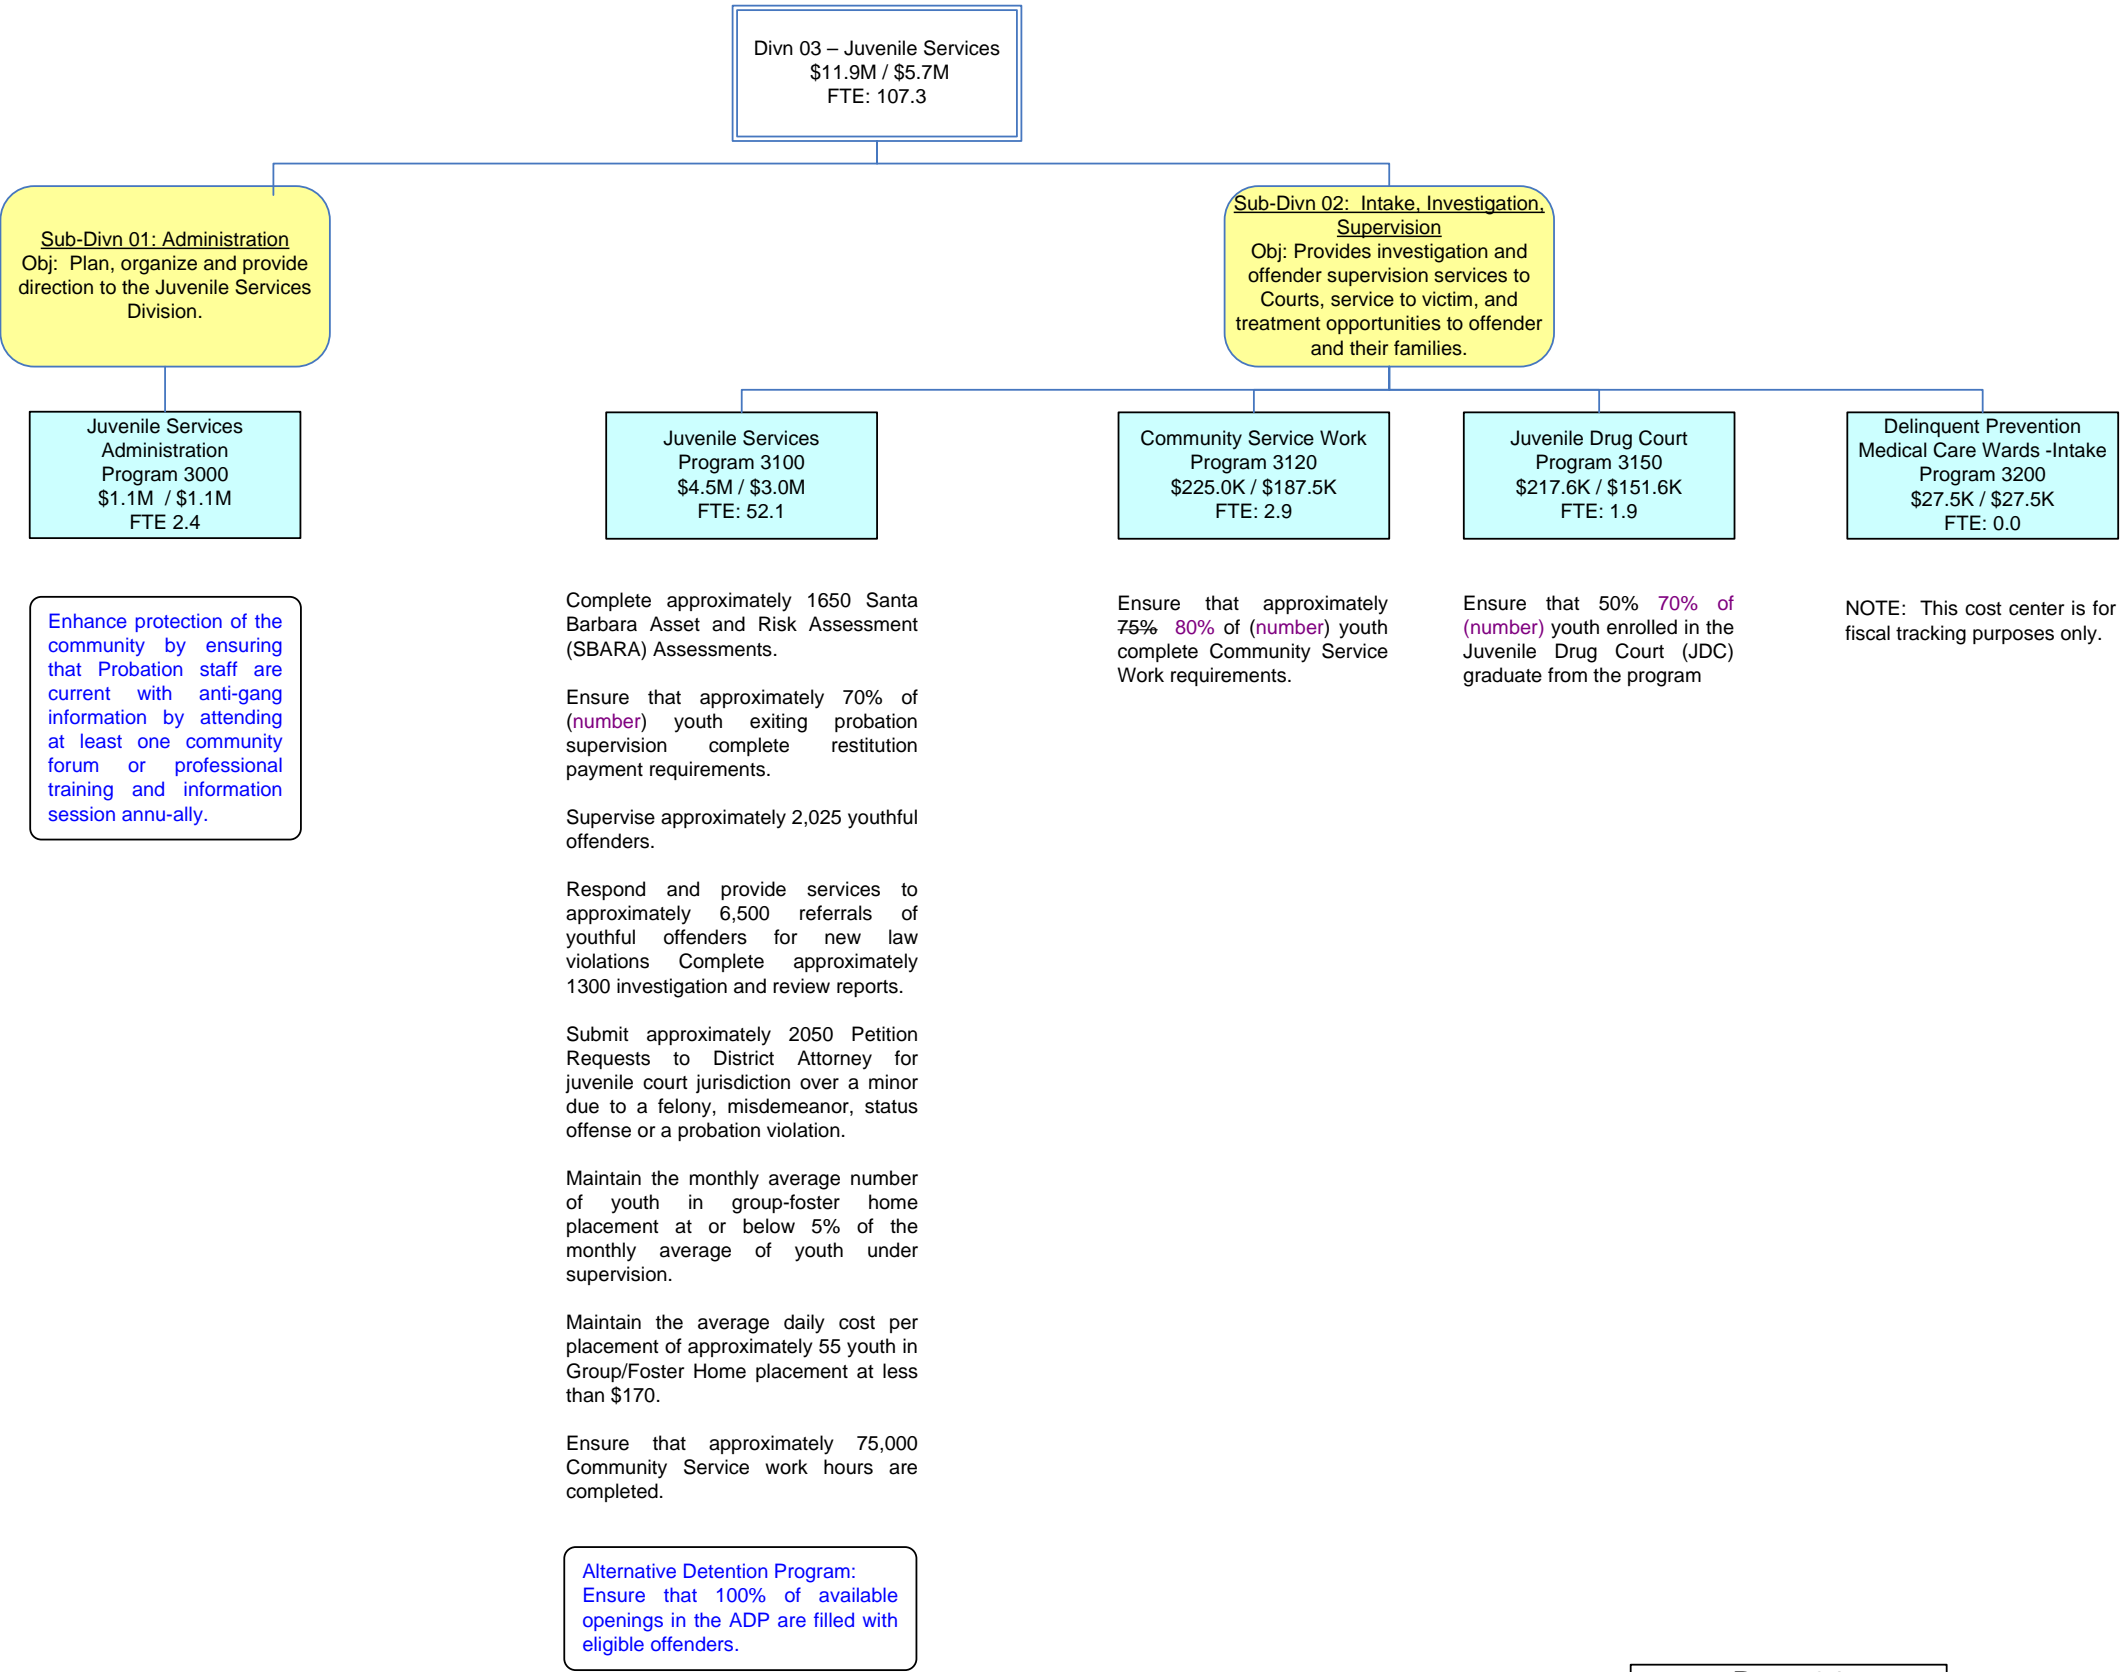 Divn 03 – Juvenile Services
$11.9M / $5.7M
FTE: 107.3
Sub-Divn 01: Administration
Obj:  Plan, organize and provide
direction to the Juvenile Services
Division.
Sub-Divn 02:  Intake, Investigation,
Supervision
Obj: Provides investigation and
offender supervision services to
Courts, service to victim, and
treatment opportunities to offender
and their families.
Juvenile Services
Administration
Program 3000
$1.1M  / $1.1M
FTE 2.4
Juvenile Services
Program 3100
$4.5M / $3.0M
FTE: 52.1
Community Service Work
Program 3120
$225.0K / $187.5K
FTE: 2.9
Juvenile Drug Court
Program 3150
$217.6K / $151.6K
FTE: 1.9
Delinquent Prevention
Medical Care Wards -Intake
Program 3200
$27.5K / $27.5K
FTE: 0.0
Enhance protection of the
community by ensuring
that Probation staff are
current with anti-gang
information by attending
at least one community
forum or professional
training and information
session annu-ally.
Complete approximately 1650 Santa
Barbara Asset and Risk Assessment
(SBARA) Assessments.
Ensure that approximately 70% of
(number) youth exiting probation
supervision complete restitution
payment requirements.
Supervise approximately 2,025 youthful
offenders.
Respond and provide services to
approximately 6,500 referrals of
youthful offenders for new law
violations Complete approximately
1300 investigation and review reports.
Submit approximately 2050 Petition
Requests to District Attorney for
juvenile court jurisdiction over a minor
due to a felony, misdemeanor, status
offense or a probation violation.
Maintain the monthly average number
of youth in group-foster home
placement at or below 5% of the
monthly average of youth under
supervision.
Maintain the average daily cost per
placement of approximately 55 youth in
Group/Foster Home placement at less
than $170.
Ensure that approximately 75,000
Community Service work hours are
completed.
Alternative Detention Program:
Ensure that 100% of available
openings in the ADP are filled with
eligible offenders.
Ensure that approximately
75%  80% of (number) youth
complete Community Service
Work requirements.
Ensure that 50% 70% of
(number) youth enrolled in the
Juvenile Drug Court (JDC)
graduate from the program
NOTE:  This cost center is for
fiscal tracking purposes only.